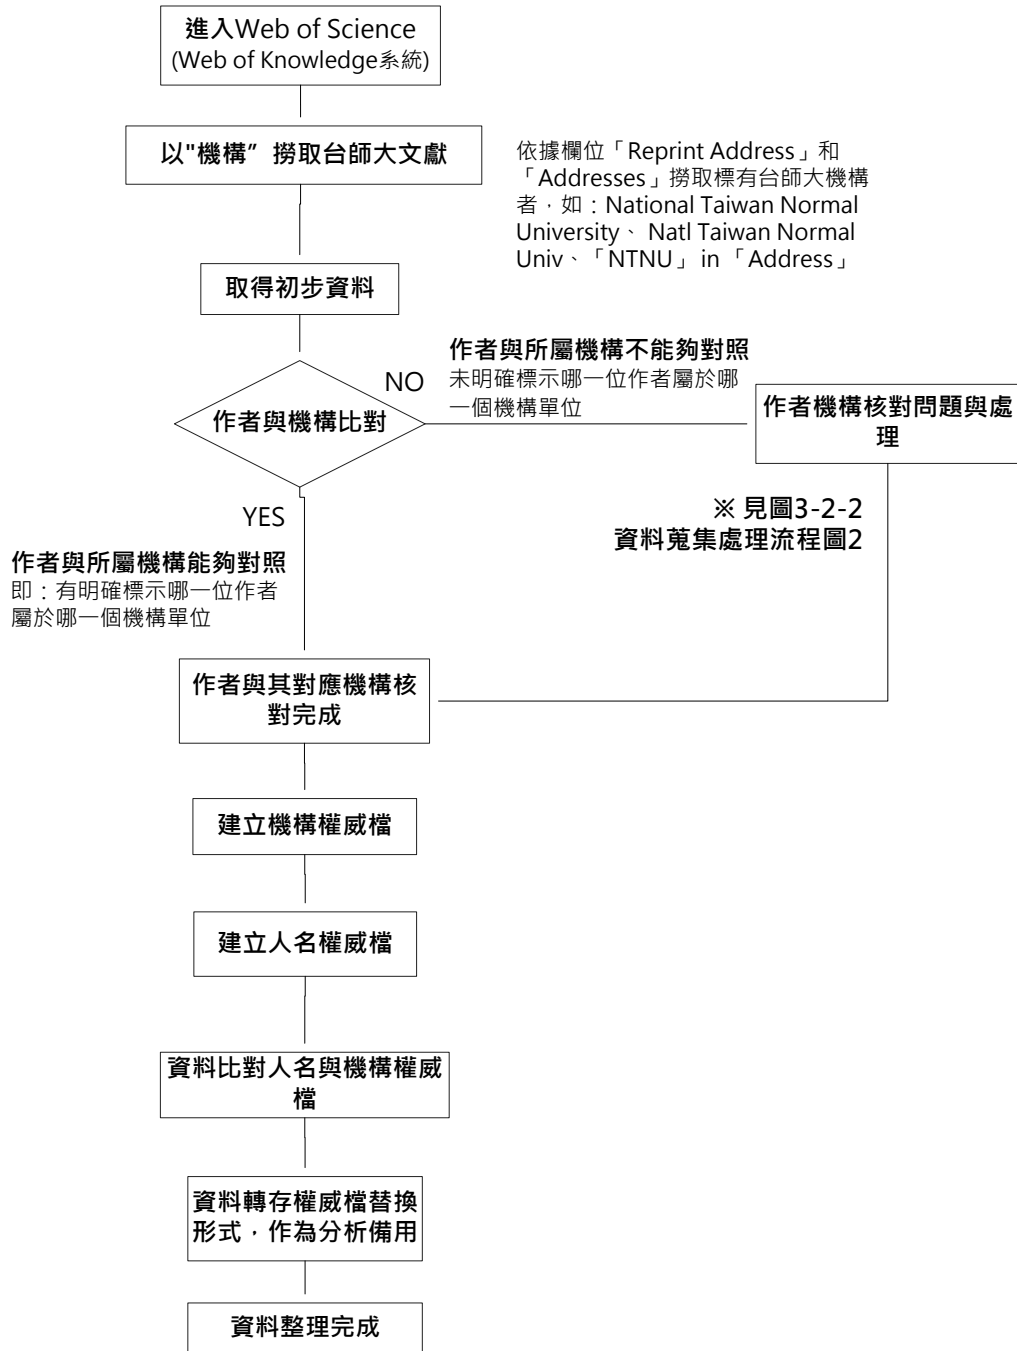 進入Web of Science
(Web of Knowledge系統)
以"機構” 撈取台師大文獻
依據欄位「Reprint Address」和
「Addresses」撈取標有台師大機構
者，如：National Taiwan Normal
University、 Natl Taiwan Normal
Univ、「NTNU」 in 「Address」
取得初步資料
作者與機構比對
NO
作者與所屬機構不能夠對照
未明確標示哪一位作者屬於哪
一個機構單位
作者機構核對問題與處
理
※ 見圖3-2-2
資料蒐集處理流程圖2
YES
作者與所屬機構能夠對照
即：有明確標示哪一位作者
屬於哪一個機構單位
作者與其對應機構核
對完成
建立機構權威檔
建立人名權威檔
資料比對人名與機構權威
檔
資料轉存權威檔替換
形式，作為分析備用
資料整理完成